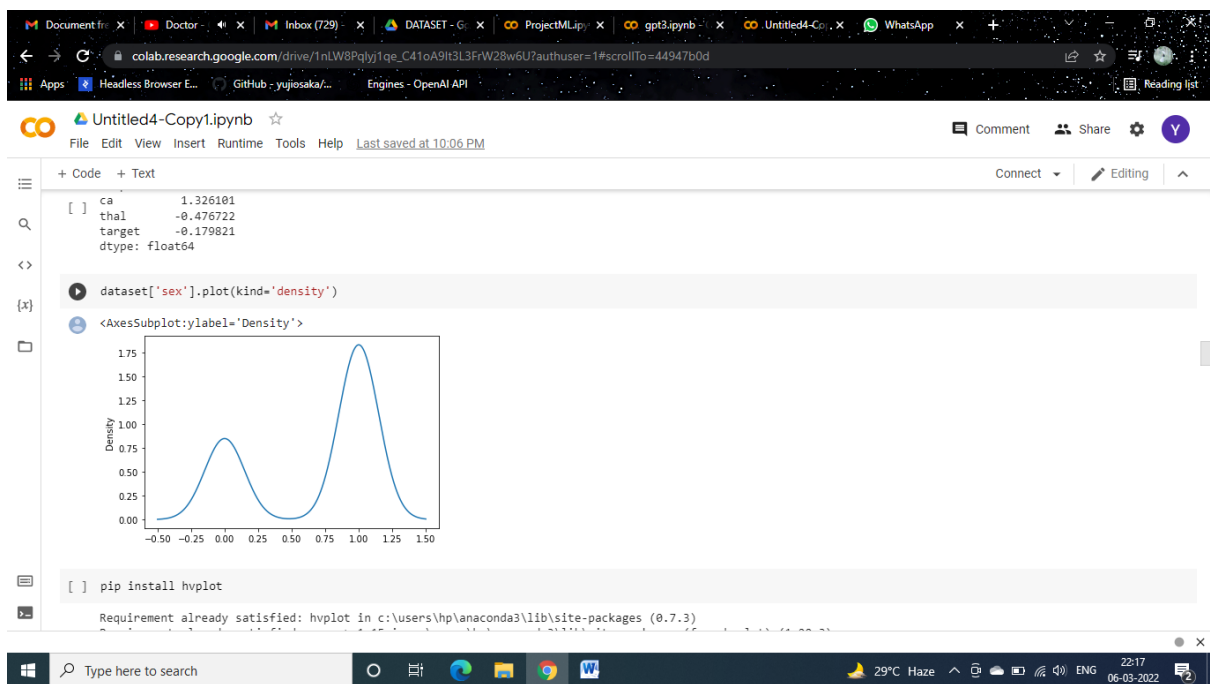 Document fre
Doctor -
Inbox (729) -
DATASET - G
ProjectML.ipy
gpt3.ipynb -
Untitled4-Co
WhatsApp
colab.research.google.com/drive/1nLW8Pqlyj1qe_C41oA9It3L3FrW28w6U?authuser=1#scrollTo=44947b0d
Apps Headless Browser E... GitHub - yujiosaka/... Engines - OpenAI API Reading list
Untitled4-Copy1.ipynb
Comment Share Y
File Edit View Insert Runtime Tools Help Last saved at 10:06 PM
+ Code + Text Connect Editing
[ ] ca 1.326101
thal -0.476722
target -0.179821
dtype: float64
dataset['sex'].plot(kind='density')
<AxesSubplot:ylabel='Density'>
1.75
1.50
1.25
1.00
0.75
0.50
0.25
0.00
Density
−0.50 −0.25 0.00 0.25 0.50 0.75 1.00 1.25 1.50
[ ] pip install hvplot
Requirement already satisfied: hvplot in c:\users\hp\anaconda3\lib\site-packages (0.7.3)
Type here to search
29°C Haze ENG 22:17
06-03-2022
2